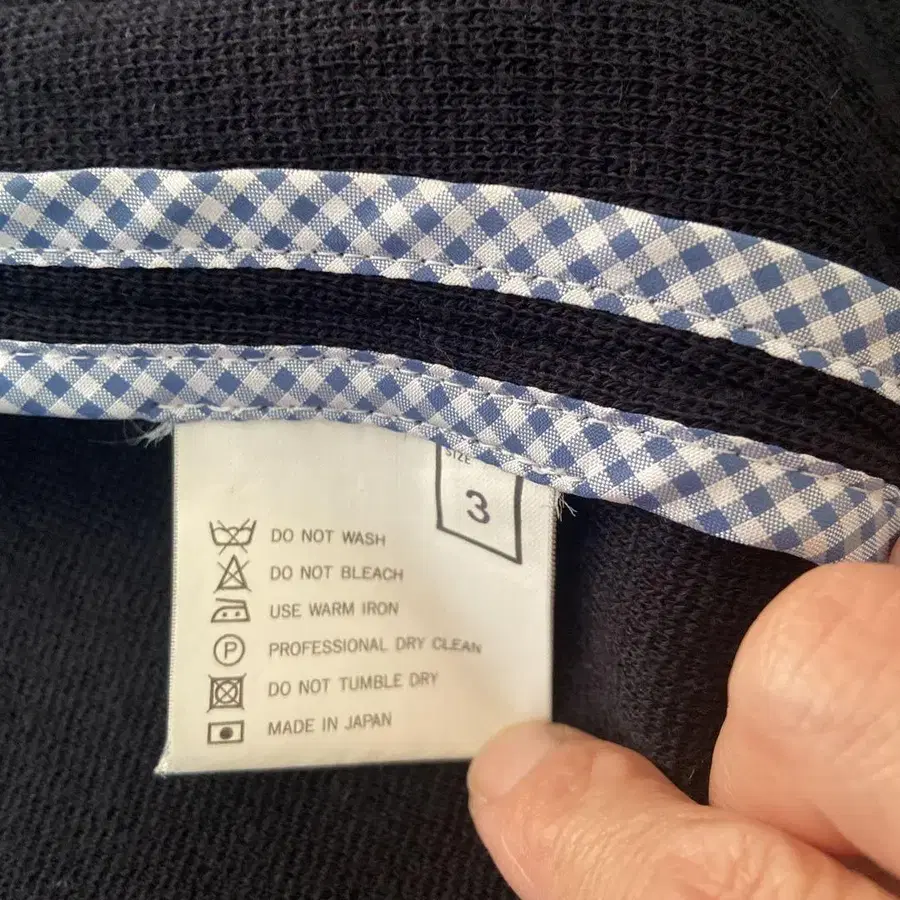 SIZE
3
DO NOT WASH
DO NOT BLEACH
USE WARM IRON
P PROFESSIONAL DRY CLEAN
DO NOT TUMBLE DRY
MADE IN JAPAN